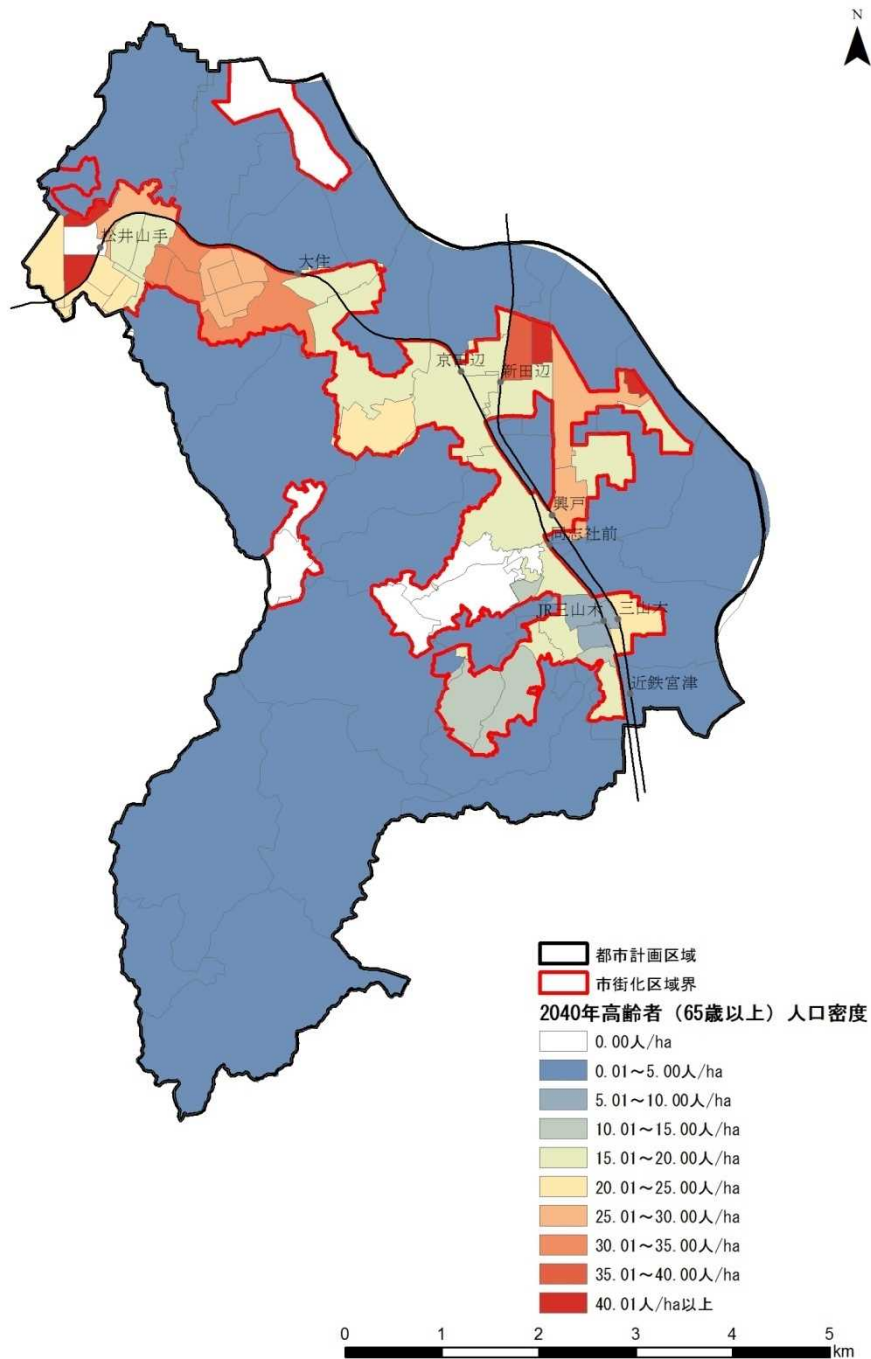 N
松井山手
大住
京田辺
新田辺
興戸
同志社前
JR三山木
三山木
近鉄宮津
都市計画区域
市街化区域界
2040年高齢者（65歳以上）人口密度
0.00人/ha
0.01～5.00人/ha
5.01～10.00人/ha
10.01～15.00人/ha
15.01～20.00人/ha
20.01～25.00人/ha
25.01～30.00人/ha
30.01～35.00人/ha
35.01～40.00人/ha
40.01人/ha以上
0 1 2 3 4 5
km